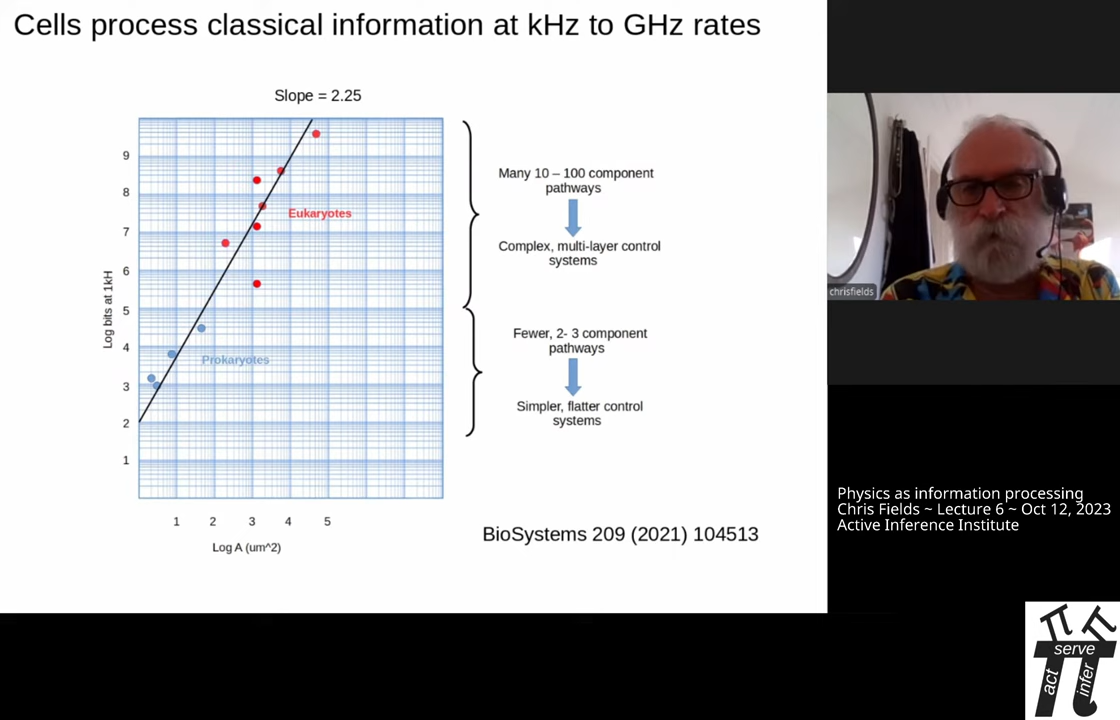 Cells process classical information at kHz to GHz rates
Slope = 2.25
9
8
7
6
5
4
3
2
1
Log bits at 1kH
Eukaryotes
Prokaryotes
1 2 3 4 5
Log A (um^2)
Many 10 – 100 component
pathways
Complex, multi-layer control
systems
Fewer, 2- 3 component
pathways
Simpler, flatter control
systems
BioSystems 209 (2021) 104513
chrisfields
Physics as information processing
Chris Fields ~ Lecture 6 ~ Oct 12, 2023
Active Inference Institute
serve
act
infer